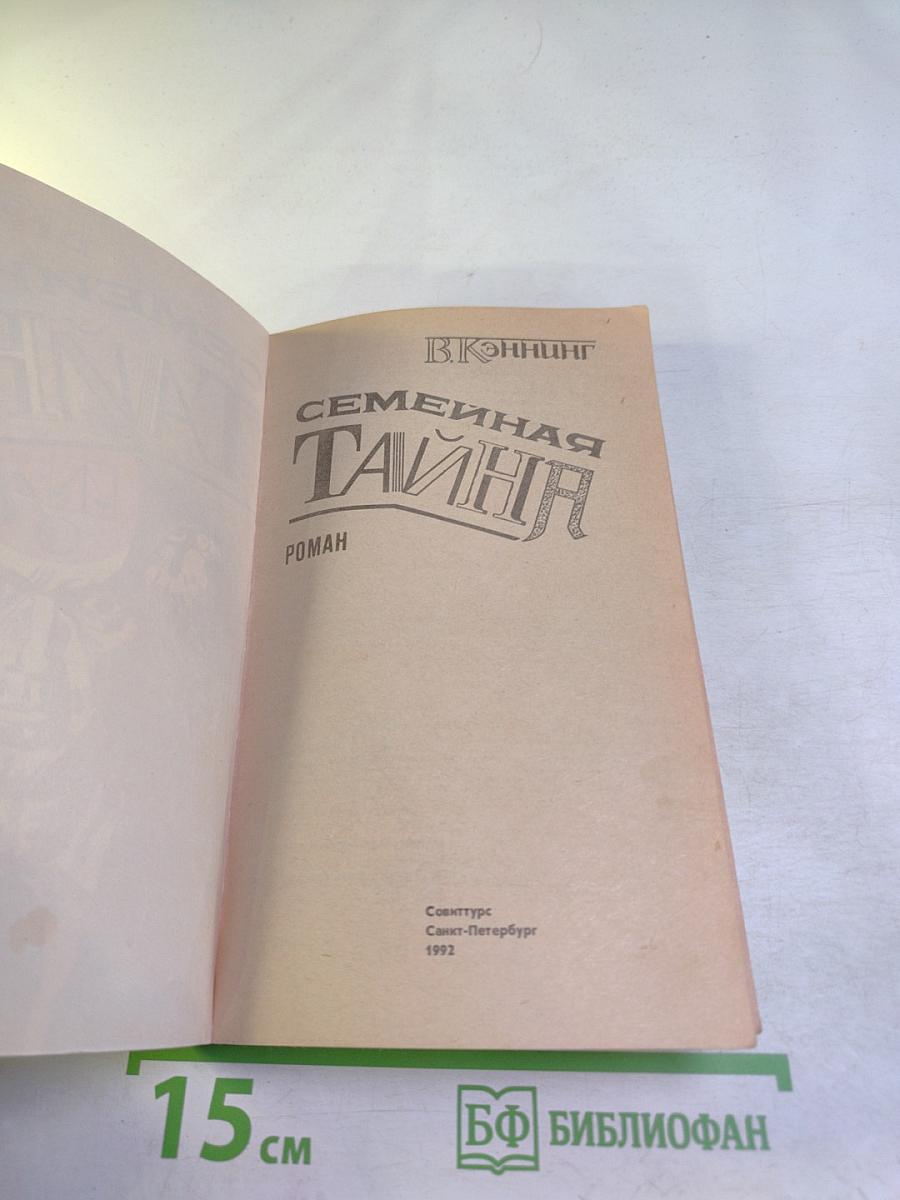 В. Кэннинг
СЕМЕЙНАЯ
ТАЙНА
РОМАН
Совиттурс
Санкт-Петербург
1992
15 см
БФ БИБЛИОФАН